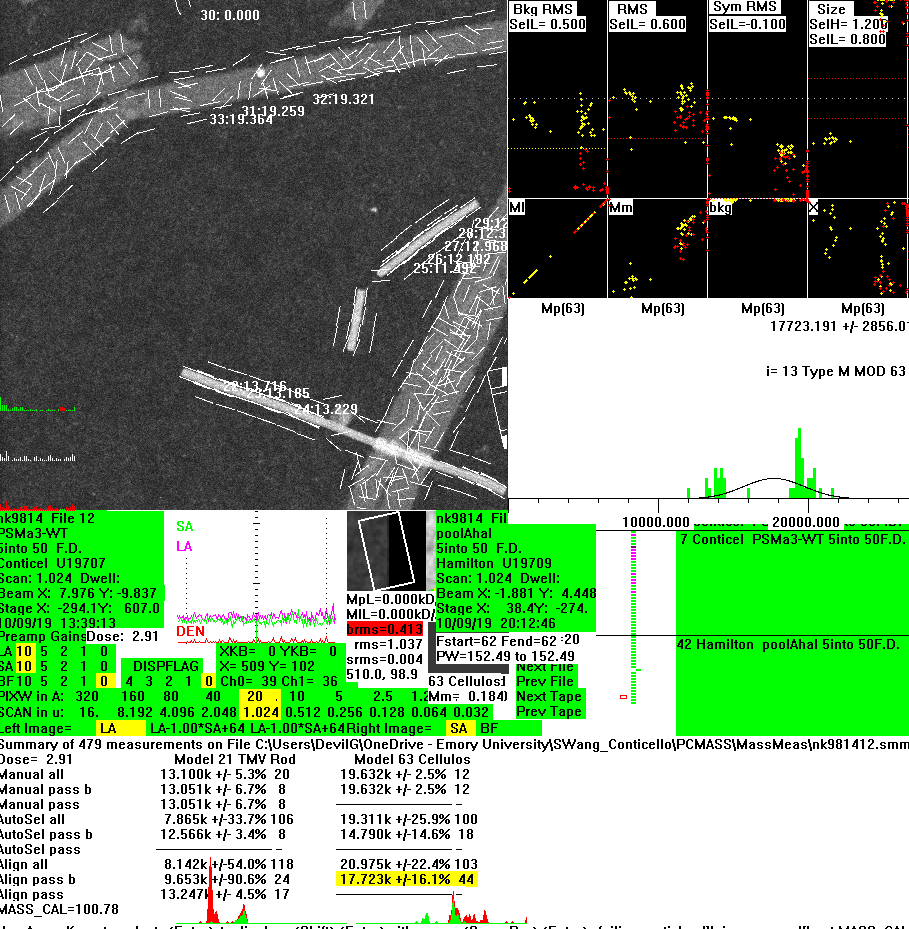 30: 0.000
32:19.321
31:19.259
33:19.364
28:12.3
27:12.968
26:12.192
25:11.492
22:13.716
23:13.185
24:13.229
Bkg RMS
SelL= 0.500
RMS
SelL= 0.600
Sym RMS
SelL=-0.100
Size
SelH= 1.200
SelL= 0.800
Ml
Mm
bkg
X
Mp(63) Mp(63) Mp(63) Mp(63)
17723.191 +/- 2856.0
i= 13 Type M MOD 63
10000.000 20000.000
nk9814 File 12
PSMa3-WT
5into 50 F.D.
Conticel U19707
Scan: 1.024 Dwell:
Beam X: 7.976 Y: -9.837
Stage X: -294.1Y: 607.0
10/09/19 13:39:13
Preamp Gains Dose: 2.91
LA 10 5 2 1 0
SA 10 5 2 1 0
BF10 5 2 1 0
SA
LA
DEN
XKB= 0 YKB= 0
DISPFLAG X= 509 Y= 102
4 3 2 1 0 Ch0= 39 Ch1= 36
MpL=0.000kD
MlL=0.000kD/
brms=0.413
rms=1.037
srms=0.004
510.0, 98.9
nk9814 Fil
poolAhal
5into 50 F.D.
Hamilton U19709
Scan: 1.024 Dwell:
Beam X: -1.881 Y: 4.448
Stage X: 38.4Y: -274.
10/09/19 20:12:46
Fstart=62 Fend=62 :20
PW=152.49 to 152.49
Next File
63 Cellulos1 Prev File
Mm= 0.184 Next Tape
Prev Tape
7 Conticel PSMa3-WT 5into 50F.D.
42 Hamilton poolAhal 5into 50F.D.
PIXW in A: 320 160 80 40 20 . 10 5 2.5 1.2
SCAN in u: 16. 8.192 4.096 2.048 1.024 0.512 0.256 0.128 0.064 0.032
Left Image= LA LA-1.00*SA+64 LA-1.00*SA+64 Right Image= SA BF
Summary of 479 measurements on File C:\Users\DevilG\OneDrive - Emory University\SWang_Conticello\PCMASS\MassMeas\nk981412.smm
Dose= 2.91 Model 21 TMV Rod Model 63 Cellulos
Manual all 13.100k +/- 5.3% 20 19.632k +/- 2.5% 12
Manual pass b 13.051k +/- 6.7% 8 19.632k +/- 2.5% 12
Manual pass 13.051k +/- 6.7% 8 —
AutoSel all 7.865k +/-33.7% 106 19.311k +/-25.9% 100
AutoSel pass b 12.566k +/- 3.4% 8 14.790k +/-14.6% 18
AutoSel pass — —
Align all 8.142k +/-54.0% 118 20.975k +/-22.4% 103
Align pass b 9.653k +/-90.6% 24 17.723k +/-16.1% 44
Align pass 13.247k +/- 4.5% 17 —
MASS_CAL=100.78